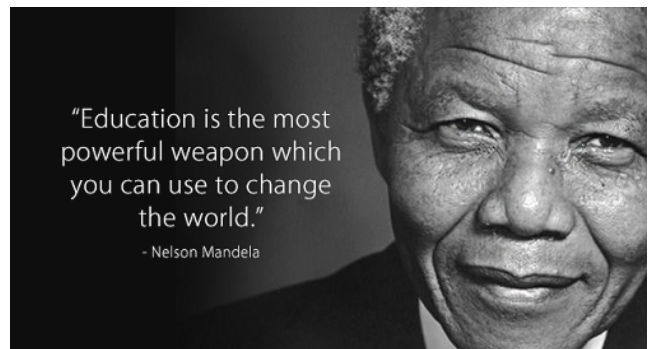 “Education is the most
powerful weapon which
you can use to change
the world.”
- Nelson Mandela